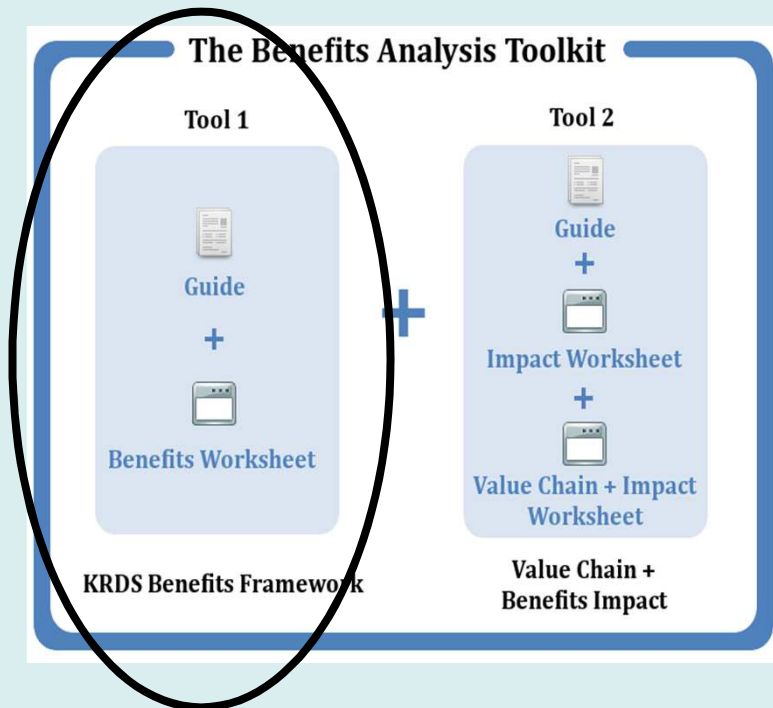 The Benefits Analysis Toolkit
Tool 1
Guide
+
Benefits Worksheet
KRDS Benefits Framework
+
Tool 2
Guide
+
Impact Worksheet
+
Value Chain + Impact
Worksheet
Value Chain +
Benefits Impact